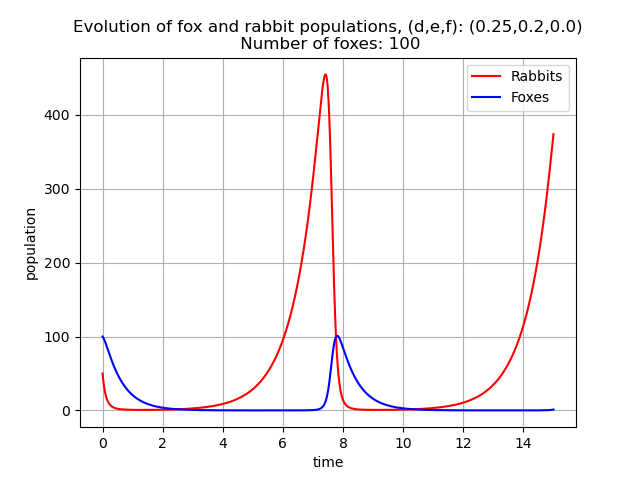 Evolution of fox and rabbit populations, (d,e,f): (0.25,0.2,0.0)
Number of foxes: 100
Rabbits
Foxes
population
400
300
200
100
0
0 2 4 6 8 10 12 14
time